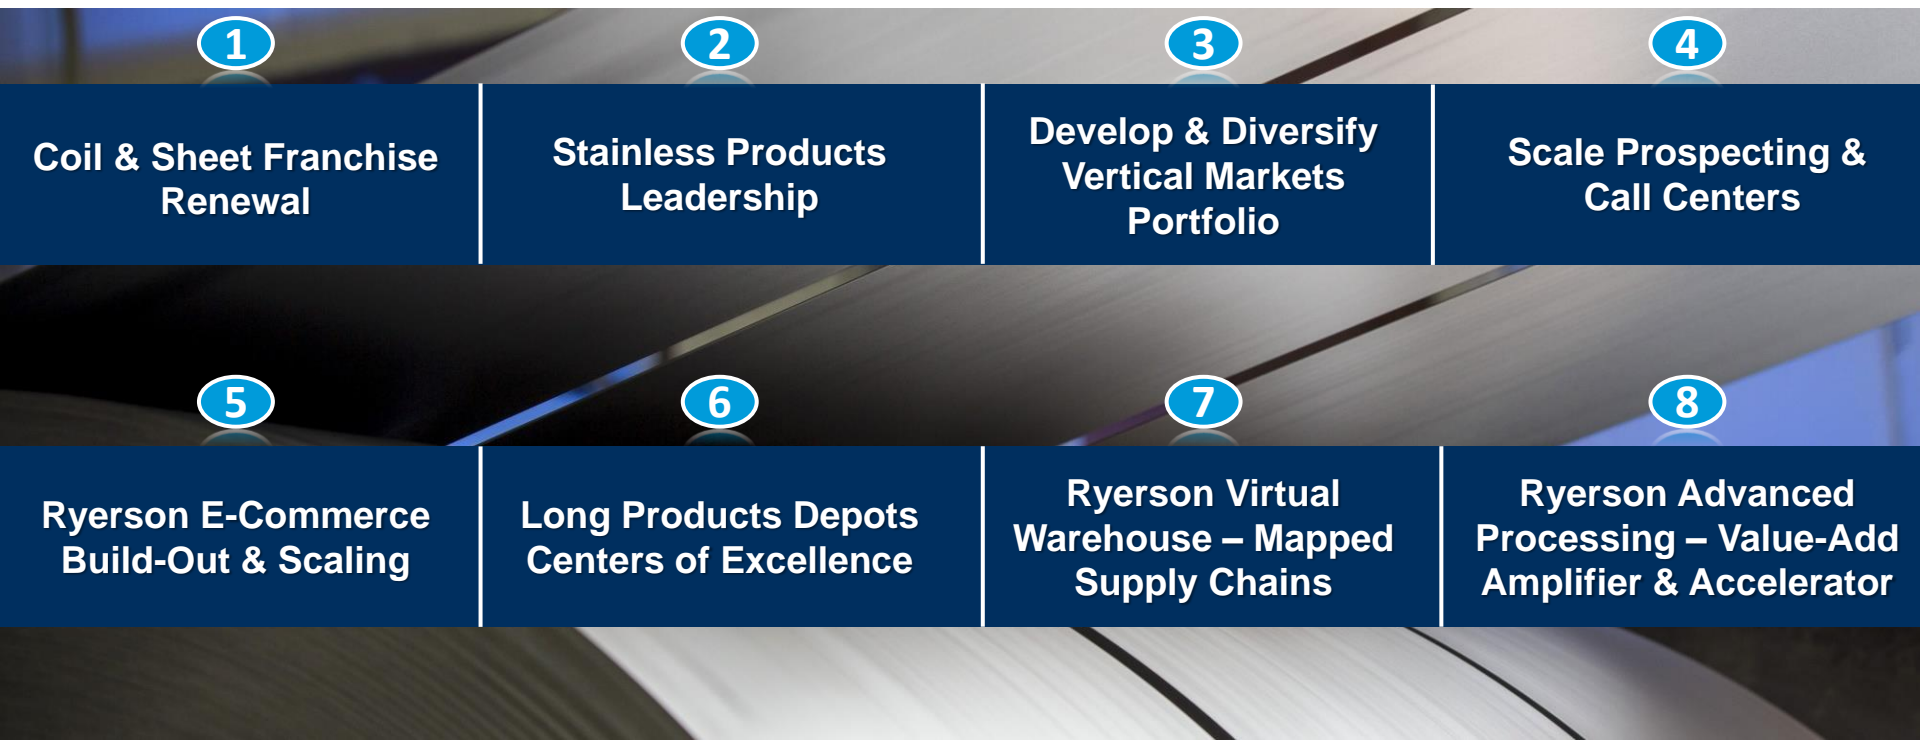 1
2
3
4
Coil & Sheet Franchise
Renewal
Stainless Products
Leadership
Develop & Diversify
Vertical Markets
Portfolio
Scale Prospecting &
Call Centers
5
6
7
8
Ryerson E-Commerce
Build-Out & Scaling
Long Products Depots
Centers of Excellence
Ryerson Virtual
Warehouse – Mapped
Supply Chains
Ryerson Advanced
Processing – Value-Add
Amplifier & Accelerator